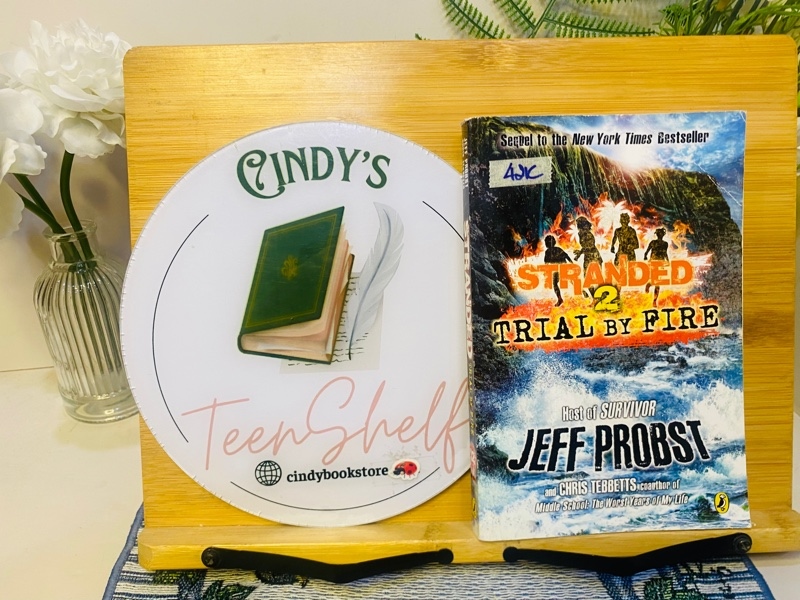 CINDY'S
TeenShelf
cindybookstore
Sequel to the New York Times Bestseller
STRANDED
2
TRIAL BY FIRE
Host of SURVIVOR
JEFF PROBST
and CHRIS TEBBETTS coauthor of
Middle School: The Worst Years of My Life